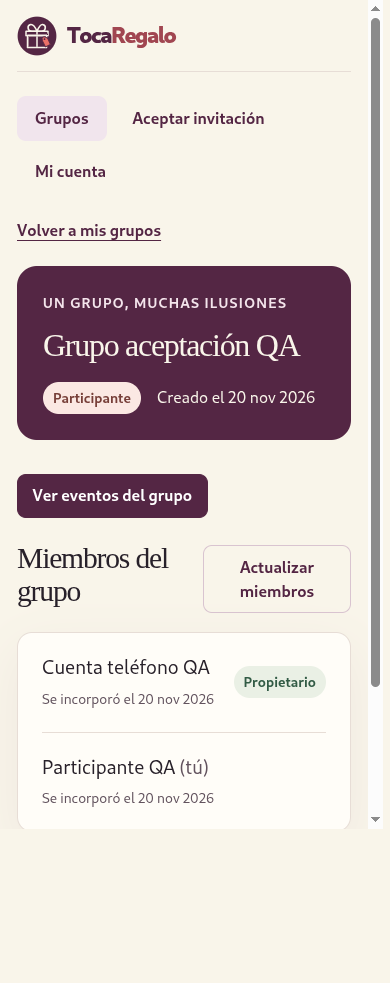 TocaRegalo
Grupos
Aceptar invitación
Mi cuenta
Volver a mis grupos
UN GRUPO, MUCHAS ILUSIONES
Grupo aceptación QA
Participante
Creado el 20 nov 2026
Ver eventos del grupo
Miembros del
grupo
Actualizar
miembros
Cuenta teléfono QA
Se incorporó el 20 nov 2026
Propietario
Participante QA (tú)
Se incorporó el 20 nov 2026